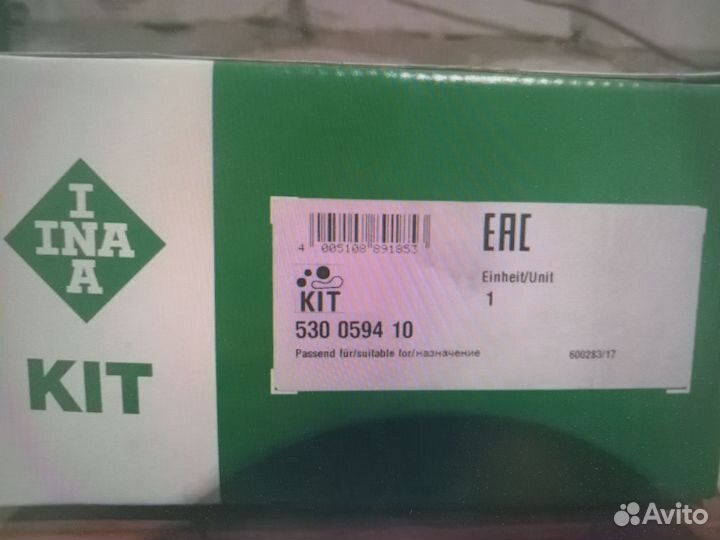 INA
INA
KIT
4 005108 891853
EAC
Einheit/Unit
1
KIT
530 0594 10
Passend für/suitable for/назначение
600283/17
Avito